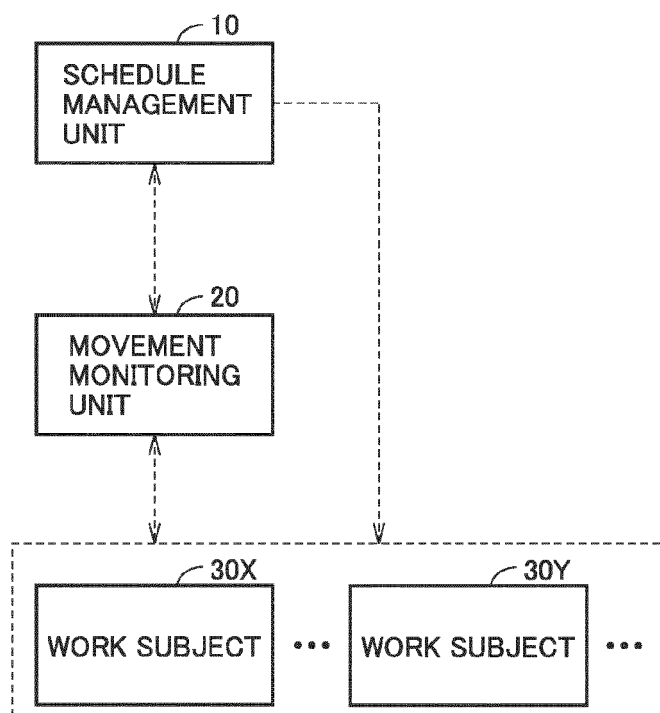 10
SCHEDULE
MANAGEMENT
UNIT
20
MOVEMENT
MONITORING
UNIT
30X
WORK SUBJECT
•••
30Y
WORK SUBJECT
•••